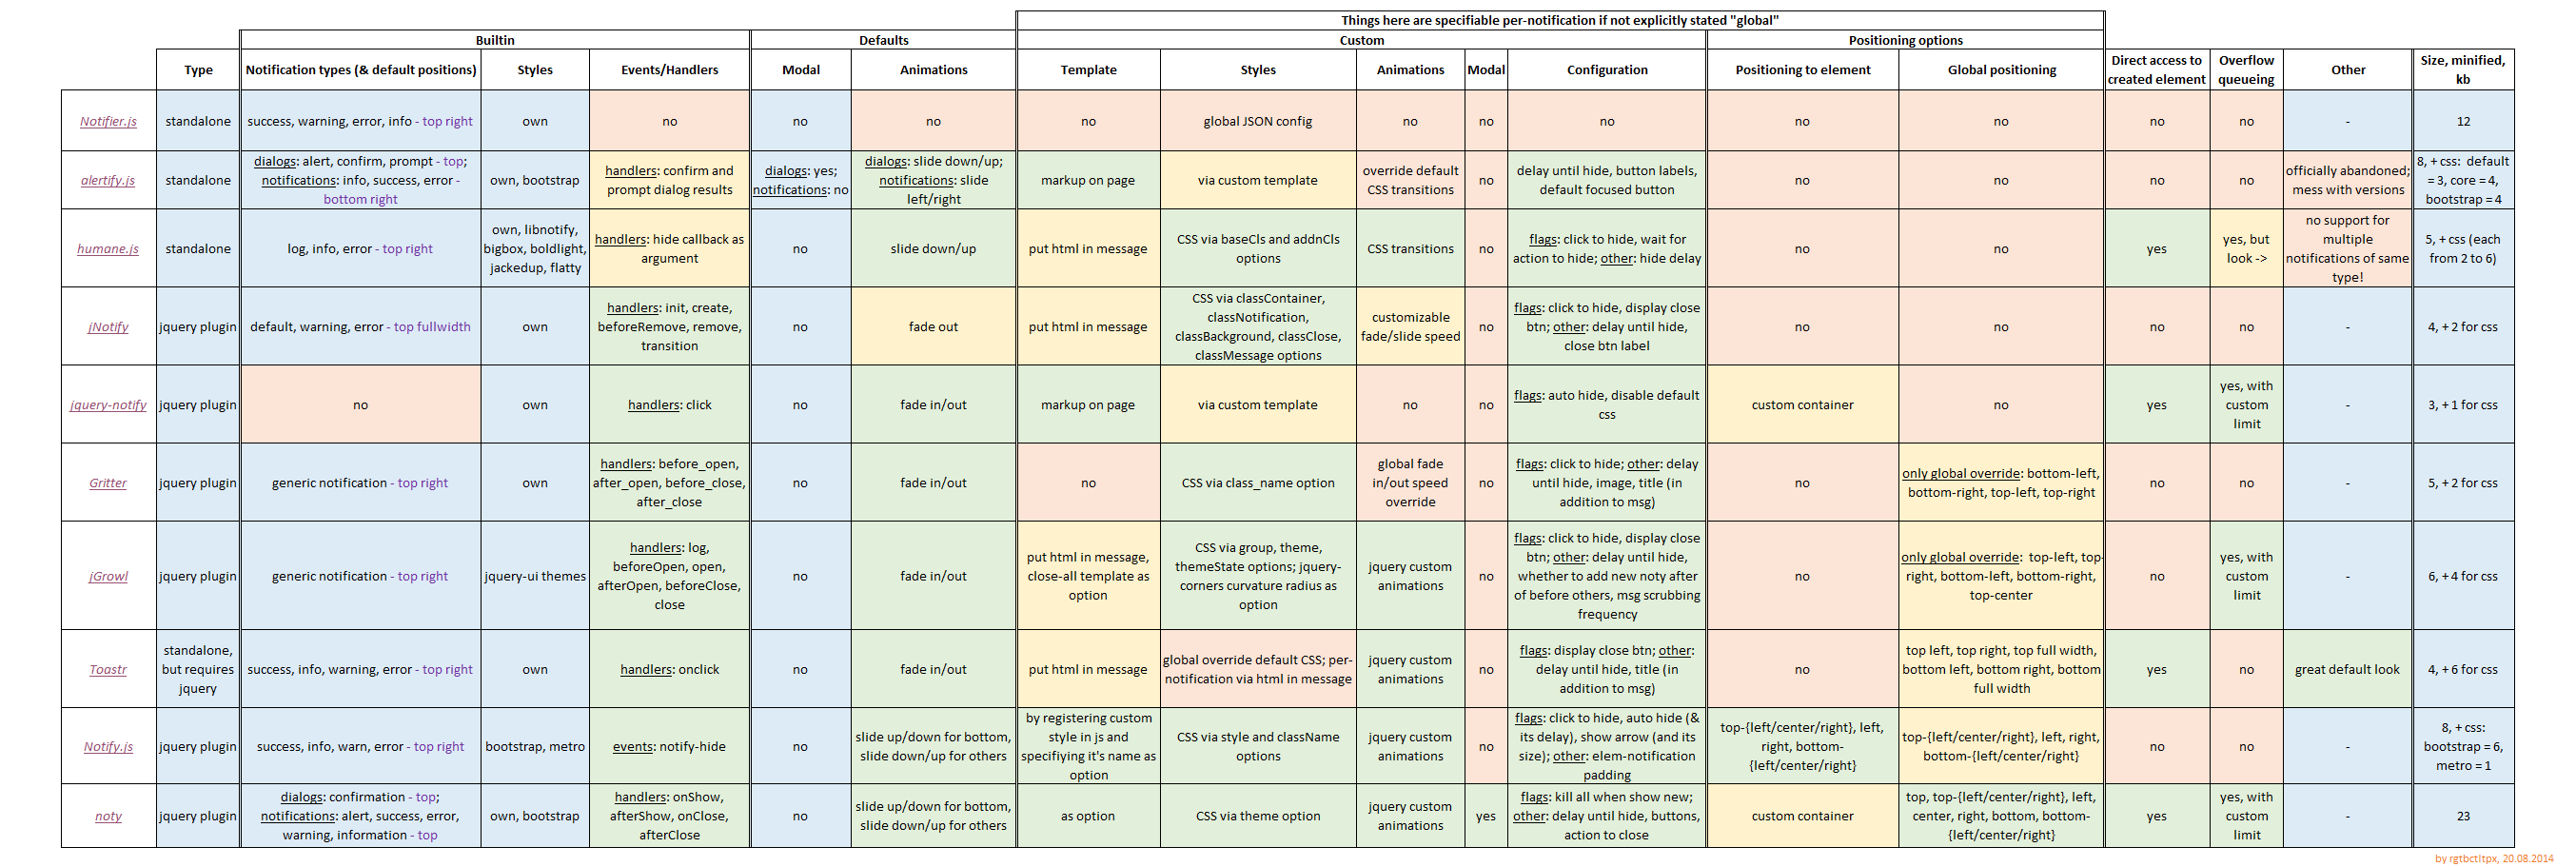 Things here are specifiable per-notification if not explicitly stated "global"
Builtin
Defaults
Custom
Positioning options
Type
Notification types (& default positions)
Styles
Events/Handlers
Modal
Animations
Template
Styles
Animations
Modal
Configuration
Positioning to element
Global positioning
Direct access to
created element
Overflow
queueing
Other
Size, minified,
kb
Notifier.js
standalone
success, warning, error, info - top right
own
no
no
no
no
global JSON config
no
no
no
no
no
no
no
-
12
alertify.js
standalone
dialogs: alert, confirm, prompt - top;
notifications: info, success, error -
bottom right
own, bootstrap
handlers: confirm and
prompt dialog results
dialogs: yes;
notifications: no
dialogs: slide down/up;
notifications: slide
left/right
markup on page
via custom template
override default
CSS transitions
no
delay until hide, button labels,
default focused button
no
no
no
no
officially abandoned;
mess with versions
8, + css: default
= 3, core = 4,
bootstrap = 4
humane.js
standalone
log, info, error - top right
own, libnotify,
bigbox, boldlight,
jackedup, flatty
handlers: hide callback as
argument
no
slide down/up
put html in message
CSS via baseCls and addnCls
options
CSS transitions
no
flags: click to hide, wait for
action to hide; other: hide delay
no
no
yes
yes, but
look ->
no support for
multiple
notifications of same
type!
5, + css (each
from 2 to 6)
jNotify
jquery plugin
default, warning, error - top fullwidth
own
handlers: init, create,
beforeRemove, remove,
transition
no
fade out
put html in message
CSS via classContainer,
classNotification,
classBackground, classClose,
classMessage options
customizable
fade/slide speed
no
flags: click to hide, display close
btn; other: delay until hide,
close btn label
no
no
no
no
-
4, + 2 for css
jquery-notify
jquery plugin
no
own
handlers: click
no
fade in/out
markup on page
via custom template
no
no
flags: auto hide, disable default
css
custom container
no
yes
yes, with
custom
limit
-
3, + 1 for css
Gritter
jquery plugin
generic notification - top right
own
handlers: before_open,
after_open, before_close,
after_close
no
fade in/out
no
CSS via class_name option
global fade
in/out speed
override
no
flags: click to hide; other: delay
until hide, image, title (in
addition to msg)
no
only global override: bottom-left,
bottom-right, top-left, top-right
no
no
-
5, + 2 for css
jGrowl
jquery plugin
generic notification - top right
jquery-ui themes
handlers: log,
beforeOpen, open,
afterOpen, beforeClose,
close
no
fade in/out
put html in message,
close-all template as
option
CSS via group, theme,
themeState options; jquery-
corners curvature radius as
option
jquery custom
animations
no
flags: click to hide, display close
btn; other: delay until hide,
whether to add new noty after
of before others, msg scrubbing
frequency
no
only global override: top-left, top-
right, bottom-left, bottom-right,
top-center
no
yes, with
custom
limit
-
6, + 4 for css
Toastr
standalone,
but requires
jquery
success, info, warning, error - top right
own
handlers: onclick
no
fade in/out
put html in message
global override default CSS; per-
notification via html in message
jquery custom
animations
no
flags: display close btn; other:
delay until hide, title (in
addition to msg)
no
top left, top right, top full width,
bottom left, bottom right, bottom
full width
yes
no
great default look
4, + 6 for css
Notify.js
jquery plugin
success, info, warn, error - top right
bootstrap, metro
events: notify-hide
no
slide up/down for bottom,
slide down/up for others
by registering custom
style in js and
specifiying it's name as
option
CSS via style and className
options
jquery custom
animations
no
flags: click to hide, auto hide (&
its delay), show arrow (and its
size); other: elem-notification
padding
top-{left/center/right}, left,
right, bottom-
{left/center/right}
top-{left/center/right}, left, right,
bottom-{left/center/right}
no
no
-
8, + css:
bootstrap = 6,
metro = 1
noty
jquery plugin
dialogs: confirmation - top;
notifications: alert, success, error,
warning, information - top
own, bootstrap
handlers: onShow,
afterShow, onClose,
afterClose
no
slide up/down for bottom,
slide down/up for others
as option
CSS via theme option
jquery custom
animations
yes
flags: kill all when show new;
other: delay until hide, buttons,
action to close
custom container
top, top-{left/center/right}, left,
center, right, bottom, bottom-
{left/center/right}
yes
yes, with
custom
limit
-
23
by rgtbctltpx, 20.08.2014